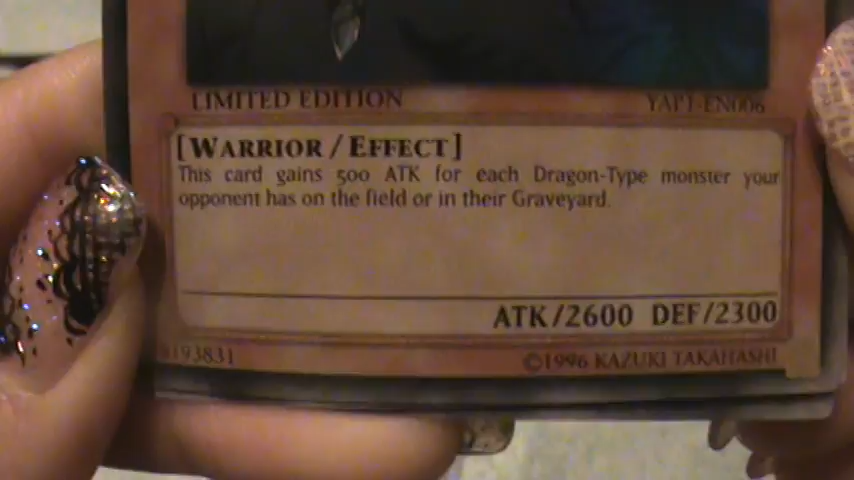 LIMITED EDITION YAP1-EN006
[WARRIOR / EFFECT]
This card gains 500 ATK for each Dragon-Type monster your
opponent has on the field or in their Graveyard.
ATK/2600 DEF/2300
193831 ©1996 KAZUKI TAKAHASHI